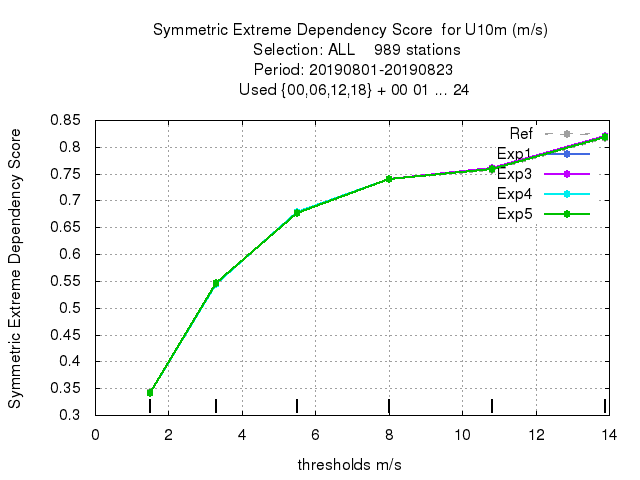 Symmetric Extreme Dependency Score  for U10m (m/s)
Selection: ALL    989 stations
Period: 20190801-20190823
Used {00,06,12,18} + 00 01 ... 24
Symmetric Extreme Dependency Score
0.85
0.8
0.75
0.7
0.65
0.6
0.55
0.5
0.45
0.4
0.35
0.3
Ref
Exp1
Exp3
Exp4
Exp5
0 2 4 6 8 10 12 14
thresholds m/s